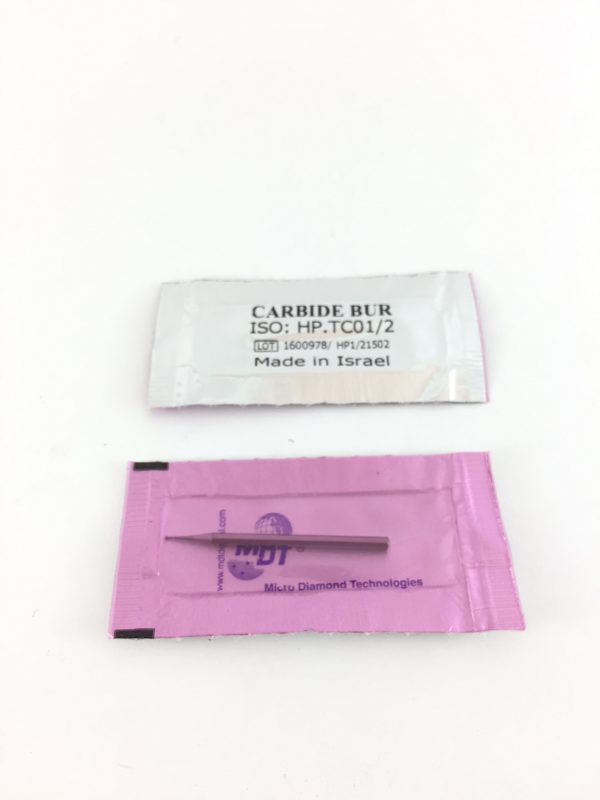 CARBIDE BUR
ISO: HP.TC01/2
LOT 1600978/ HP1/21502
Made in Israel
MDT
Micro Diamond Technologies